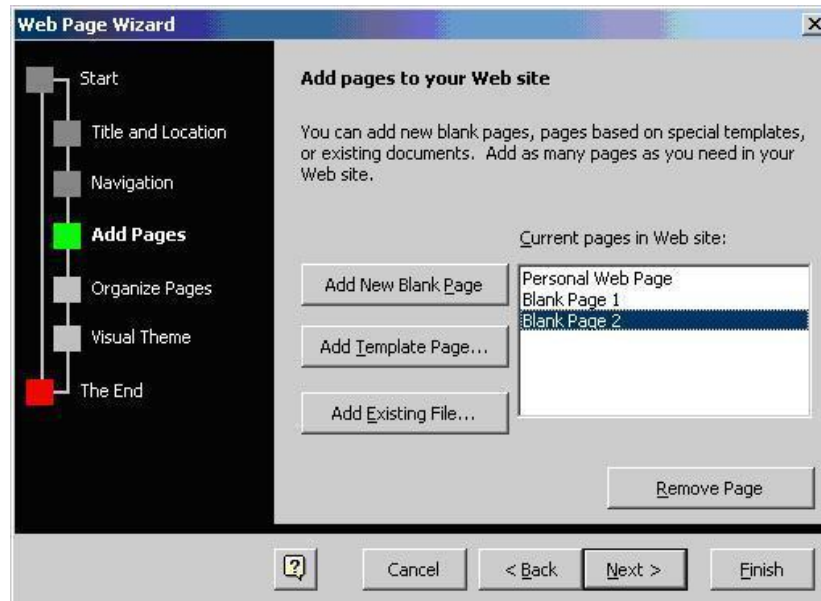 Web Page Wizard
Start
Title and Location
Navigation
Add Pages
Organize Pages
Visual Theme
The End
Add pages to your Web site
You can add new blank pages, pages based on special templates,
or existing documents. Add as many pages as you need in your
Web site.
Current pages in Web site:
Add New Blank Page
Add Template Page...
Add Existing File...
Personal Web Page
Blank Page 1
Blank Page 2
Remove Page
?
Cancel
< Back
Next >
Finish